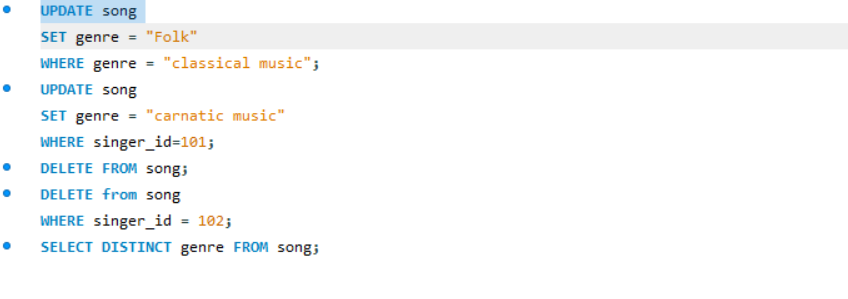 UPDATE song
SET genre = "Folk"
WHERE genre = "classical music";
UPDATE song
SET genre = "carnatic music"
WHERE singer_id=101;
DELETE FROM song;
DELETE from song
WHERE singer_id = 102;
SELECT DISTINCT genre FROM song;